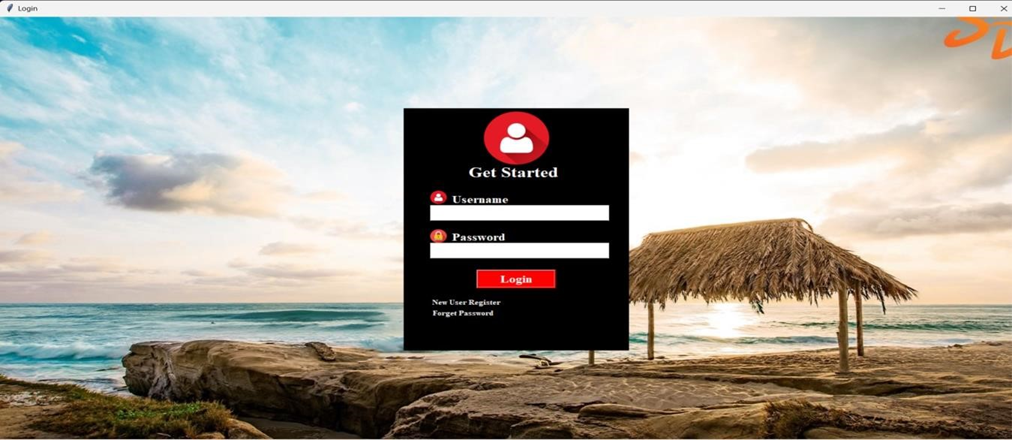 Login
Get Started
Username
Password
Login
New User Register
Forget Password